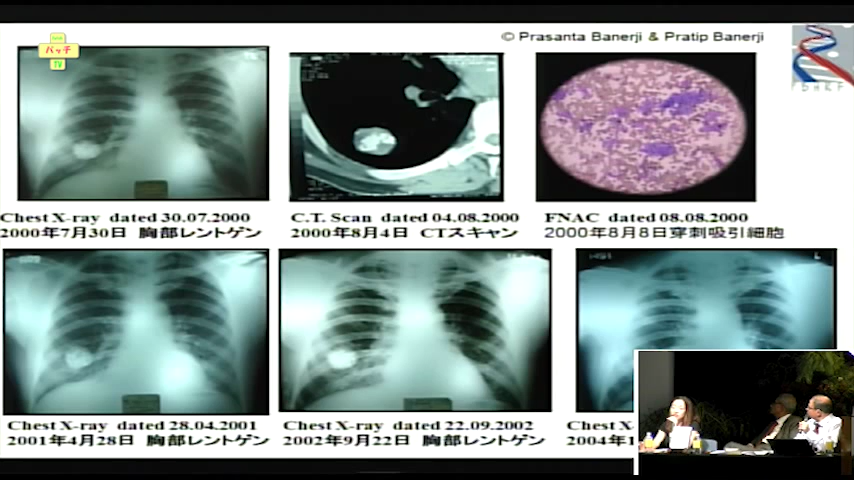 バッチ
TV
© Prasanta Banerji & Pratip Banerji
Chest X-ray dated 30.07.2000
2000年7月30日 胸部レントゲン
C.T. Scan dated 04.08.2000
2000年8月4日 CTスキャン
FNAC dated 08.08.2000
2000年8月8日穿刺吸引細胞
Chest X-ray dated 28.04.2001
2001年4月28日 胸部レントゲン
Chest X-ray dated 22.09.2002
2002年9月22日 胸部レントゲン
Chest X-
2004年1